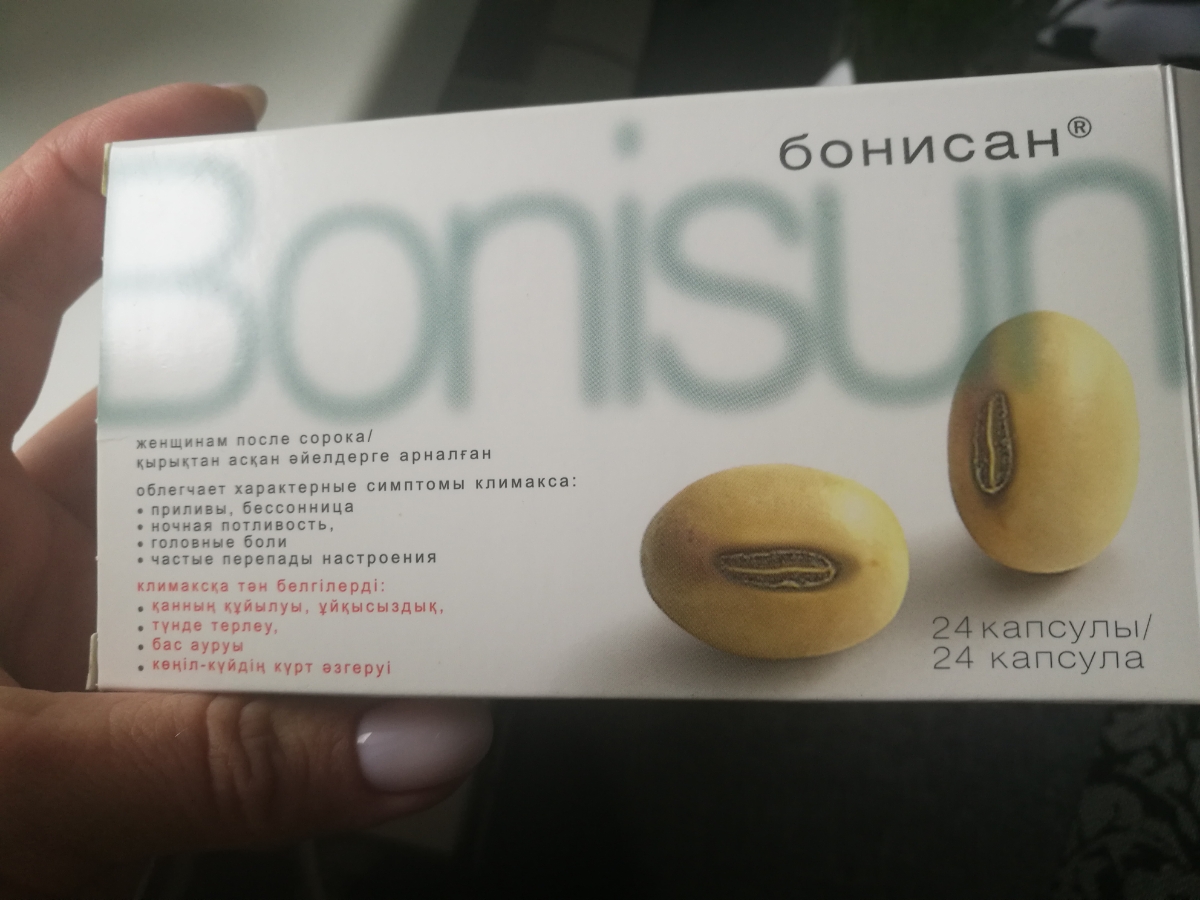 бонисан®
Bonisun
женщинам после сорока/
қырықтан асқан әйелдерге арналған
облегчает характерные симптомы климакса:
• приливы, бессонница
• ночная потливость,
• головные боли
• частые перепады настроения
климаксқа тән белгілерді:
• қанның құйылуы, ұйқысыздық,
• түнде терлеу,
• бас ауруы
• көңіл-күйдің күрт өзгеруі
24 капсулы/
24 капсула